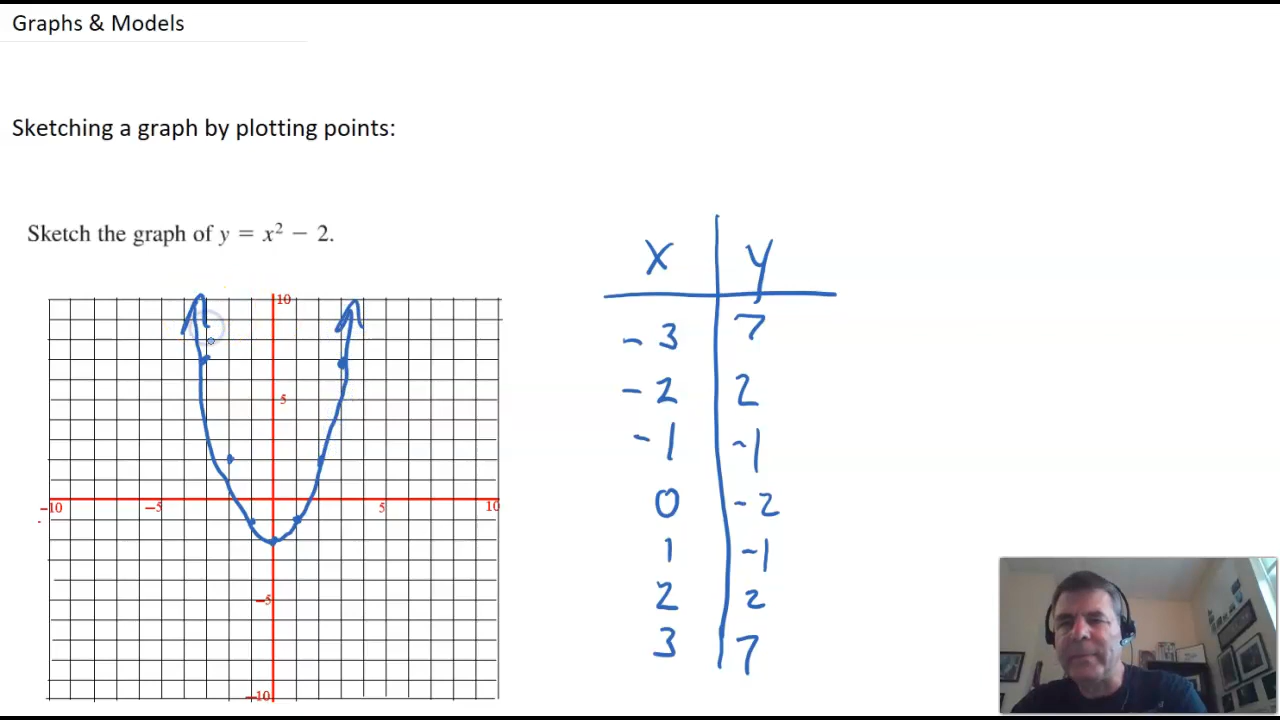 Graphs & Models
Sketching a graph by plotting points:
Sketch the graph of y = x² − 2.
10
5
-10 -5 5 10
-5
-10
x y
-3 7
-2 2
-1 -1
0 -2
1 -1
2 2
3 7